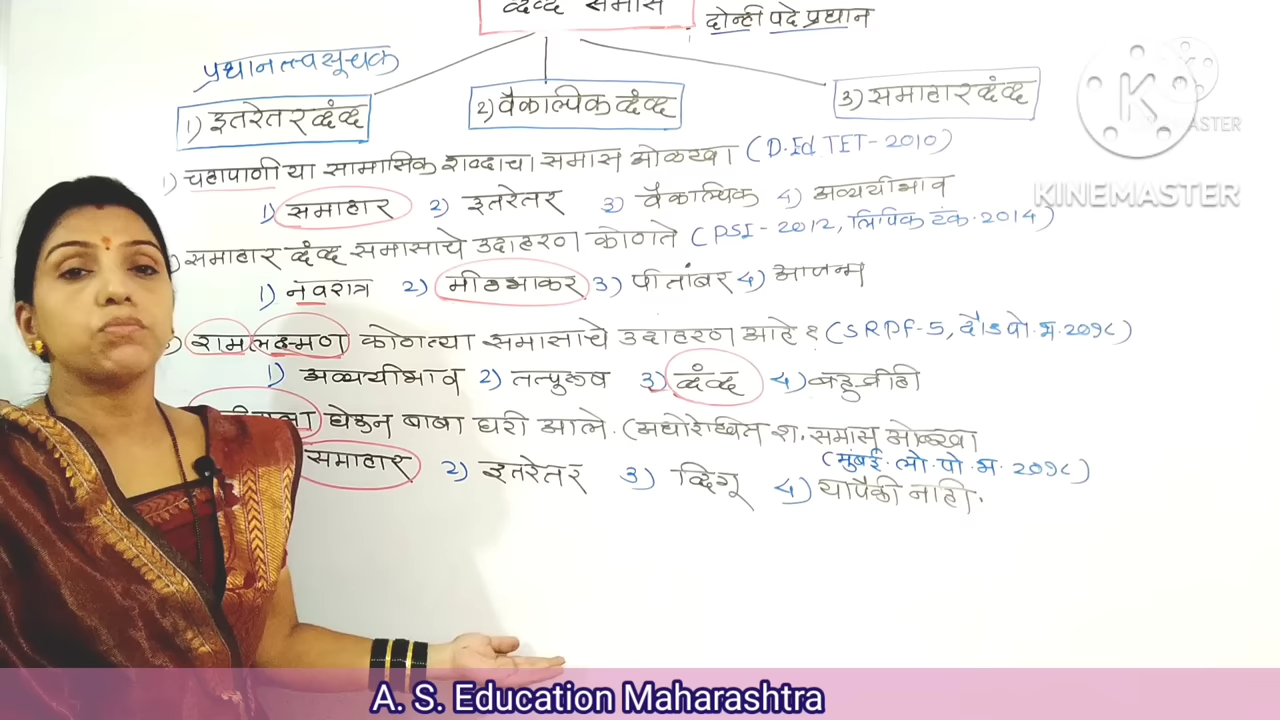 द्वंद्व समास
दोन्ही पदे प्रधान
प्रधानतत्वसूचक
1) इतरेतर द्वंद्व
2) वैकल्पिक द्वंद्व
3) समाहार द्वंद्व
1) चहापाणी या सामासिक शब्दाचा समास ओळखा (D.Ed TET-2010)
1) समाहार 2) इतरेतर 3) वैकल्पिक 4) अव्ययीभाव
समाहार द्वंद्व समासाचे उदाहरण कोणते (PSI-2012, लिपिक टंक.2014)
1) नवरात्र 2) मीठभाकर 3) पीतांबर 4) आजन्म
रामलक्ष्मण कोणत्या समासाचे उदाहरण आहे? (SRPF-5, दौंड पो.भ.2018)
1) अव्ययीभाव 2) तत्पुरुष 3) द्वंद्व 4) बहुव्रीही
घेऊन बाबा घरी आले. (अधोरेखित श. समास ओळखा
(मुंबई.लो.पो.भ.2018)
समाहार 2) इतरेतर 3) द्विगू 4) यापैकी नाही.
KINEMASTER
A. S. Education Maharashtra